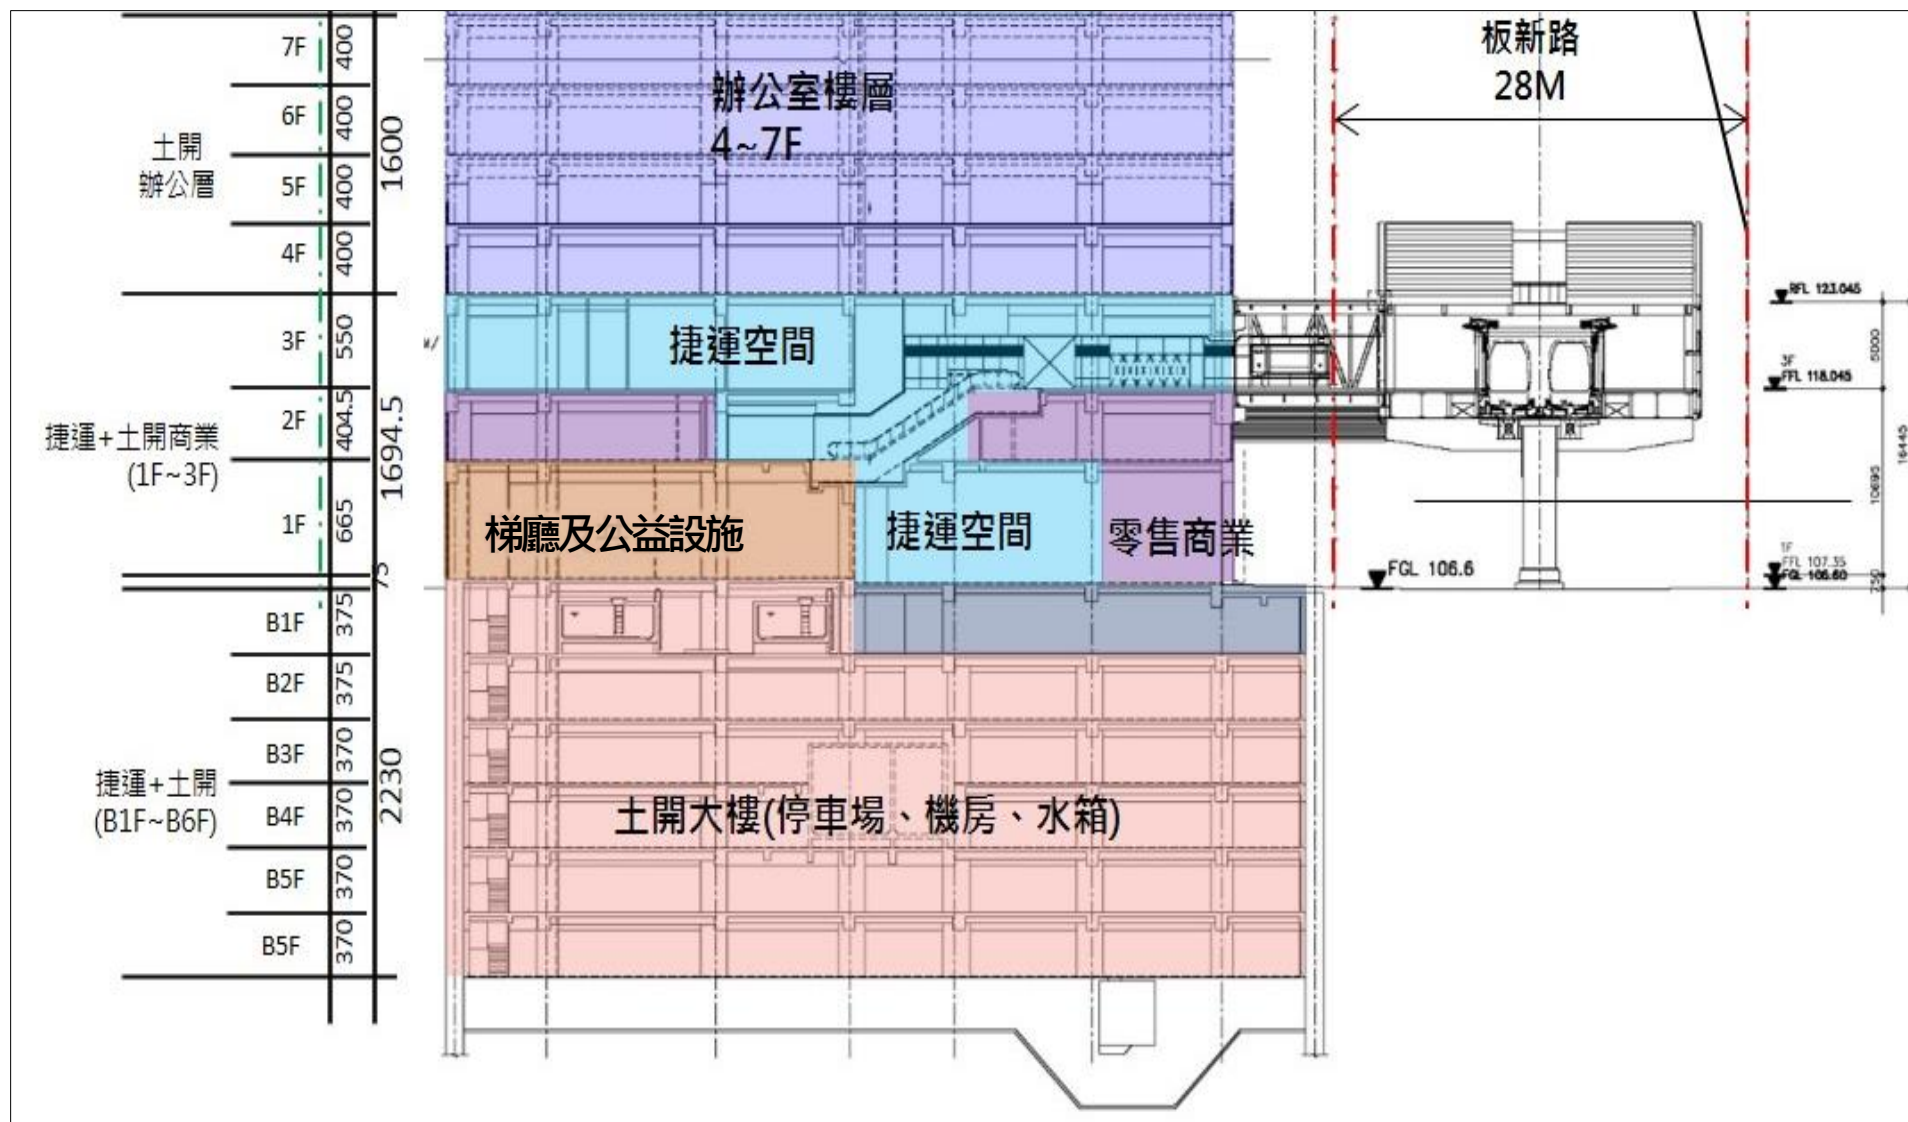 7F
400
6F
400
5F
400
4F
400
土開
辦公層
1600
3F
550
2F
404.5
1F
665
捷運+土開商業
(1F~3F)
1694.5
75
B1F
375
B2F
375
B3F
370
B4F
370
B5F
370
B5F
370
捷運+土開
(B1F~B6F)
2230
辦公室樓層
4~7F
捷運空間
梯廳及公益設施
捷運空間
零售商業
土開大樓(停車場、機房、水箱)
板新路
28M
RFL 123.045
5000
3F
FFL 118.045
10695
16445
FGL 106.6
1F
FFL 107.35
FGL 106.60
750